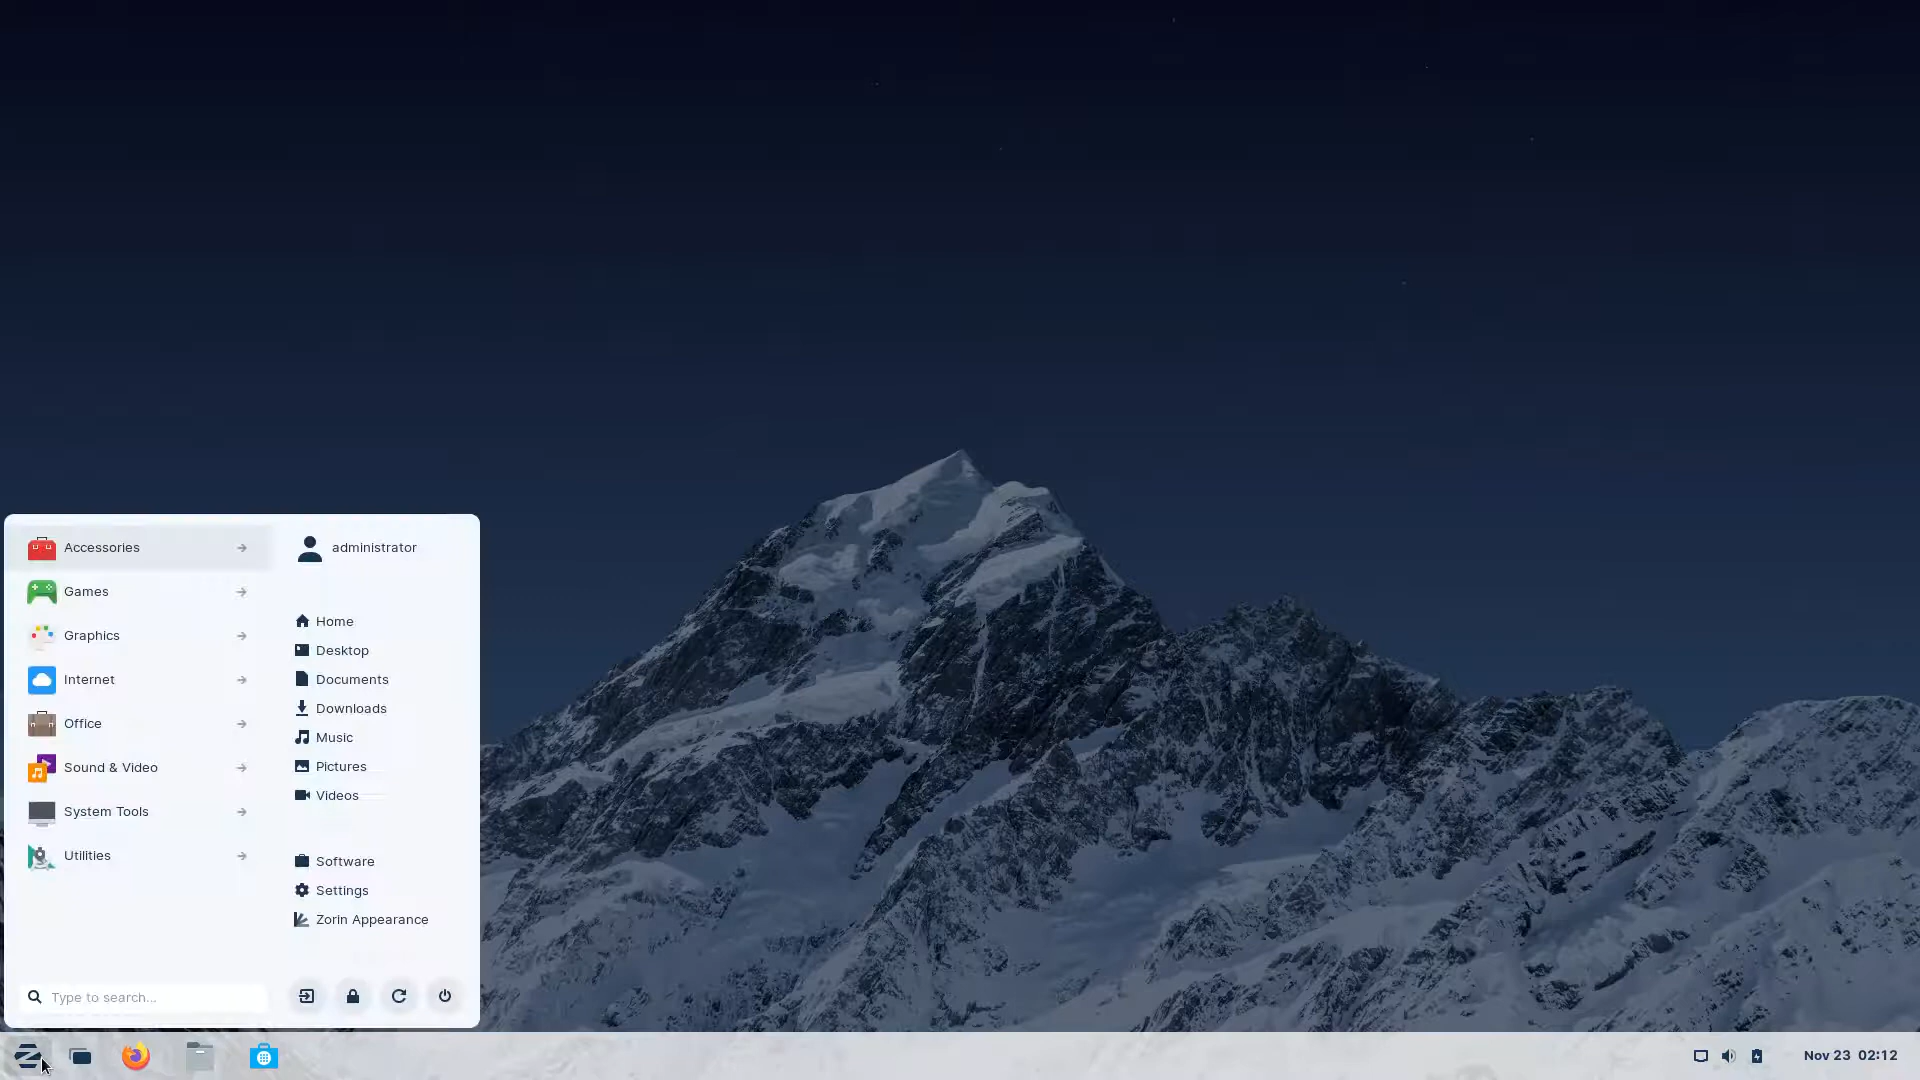 Accessories
Games
Graphics
Internet
Office
Sound & Video
System Tools
Utilities
Type to search...
administrator
Home
Desktop
Documents
Downloads
Music
Pictures
Videos
Software
Settings
Zorin Appearance
Nov 23 02:12